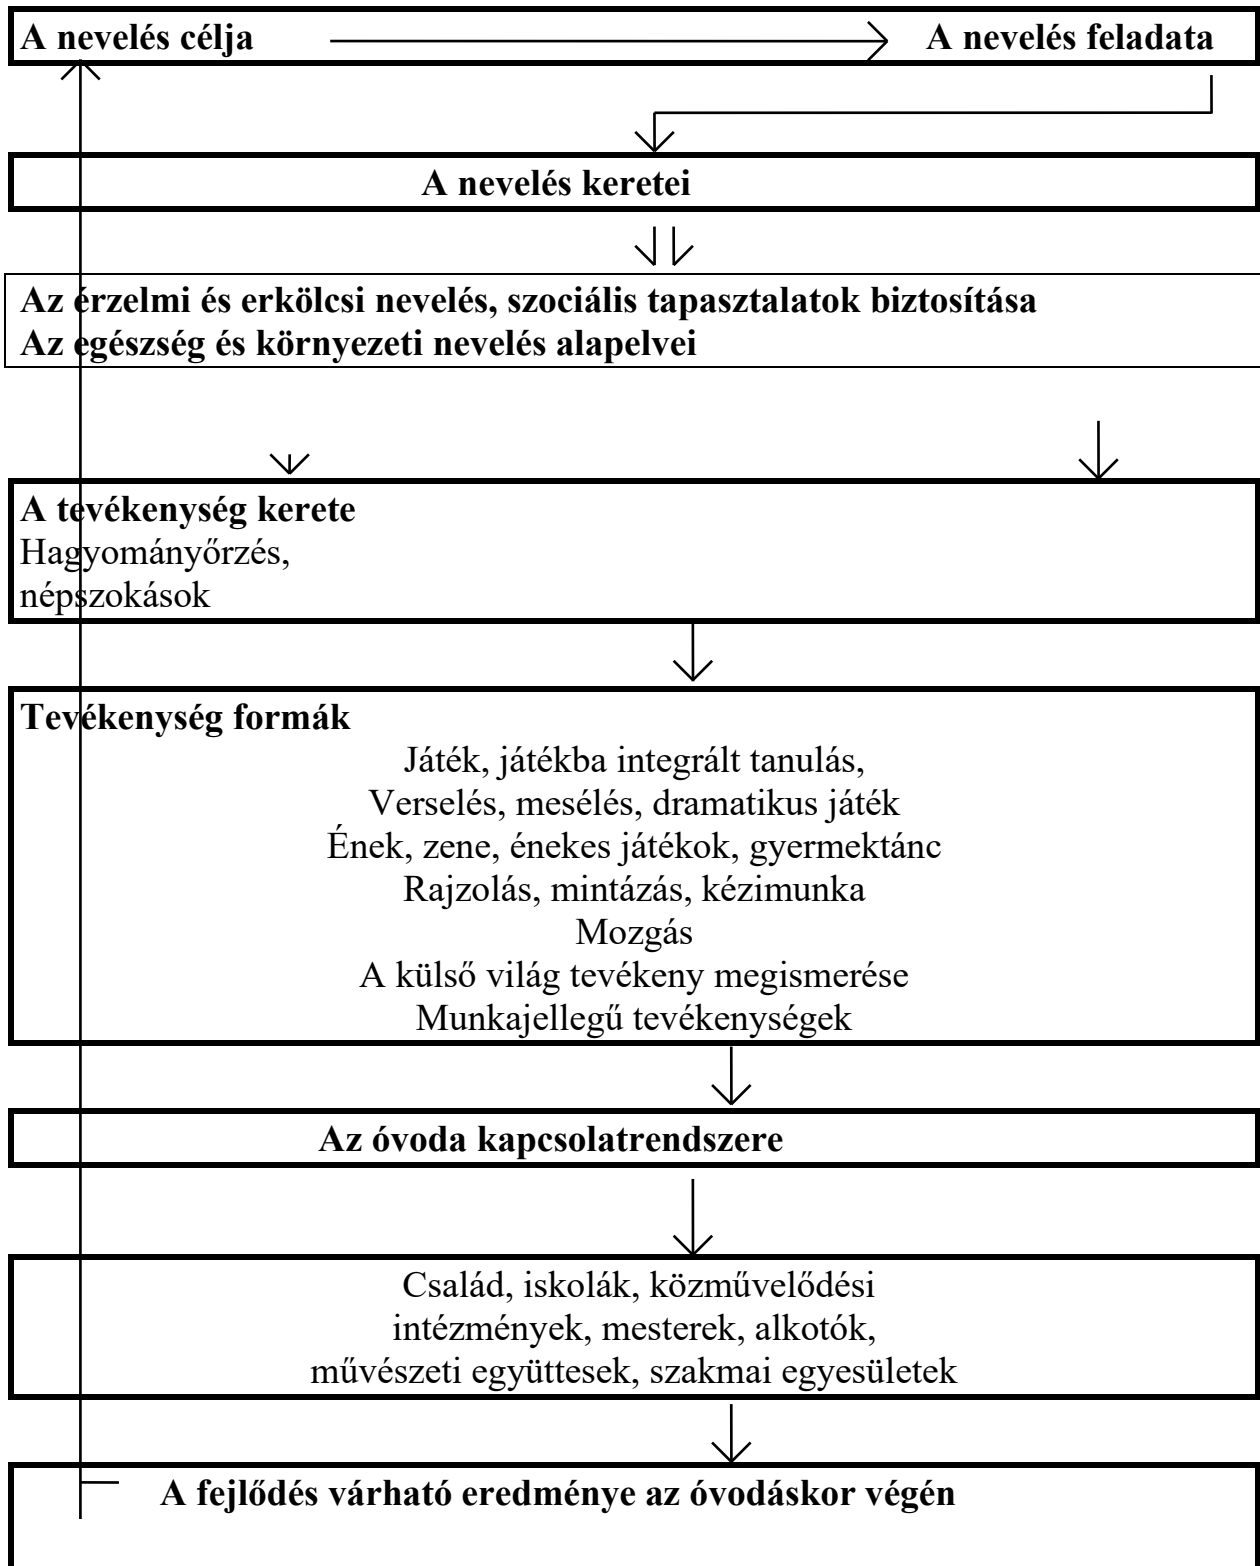 A nevelés célja A nevelés feladata
A nevelés keretei
Az érzelmi és erkölcsi nevelés, szociális tapasztalatok biztosítása
Az egészség és környezeti nevelés alapelvei
A tevékenység kerete
Hagyományőrzés,
népszokások
Tevékenység formák
Játék, játékba integrált tanulás,
Verselés, mesélés, dramatikus játék
Ének, zene, énekes játékok, gyermektánc
Rajzolás, mintázás, kézimunka
Mozgás
A külső világ tevékeny megismerése
Munkajellegű tevékenységek
Az óvoda kapcsolatrendszere
Család, iskolák, közművelődési
intézmények, mesterek, alkotók,
művészeti együttesek, szakmai egyesületek
A fejlődés várható eredménye az óvodáskor végén